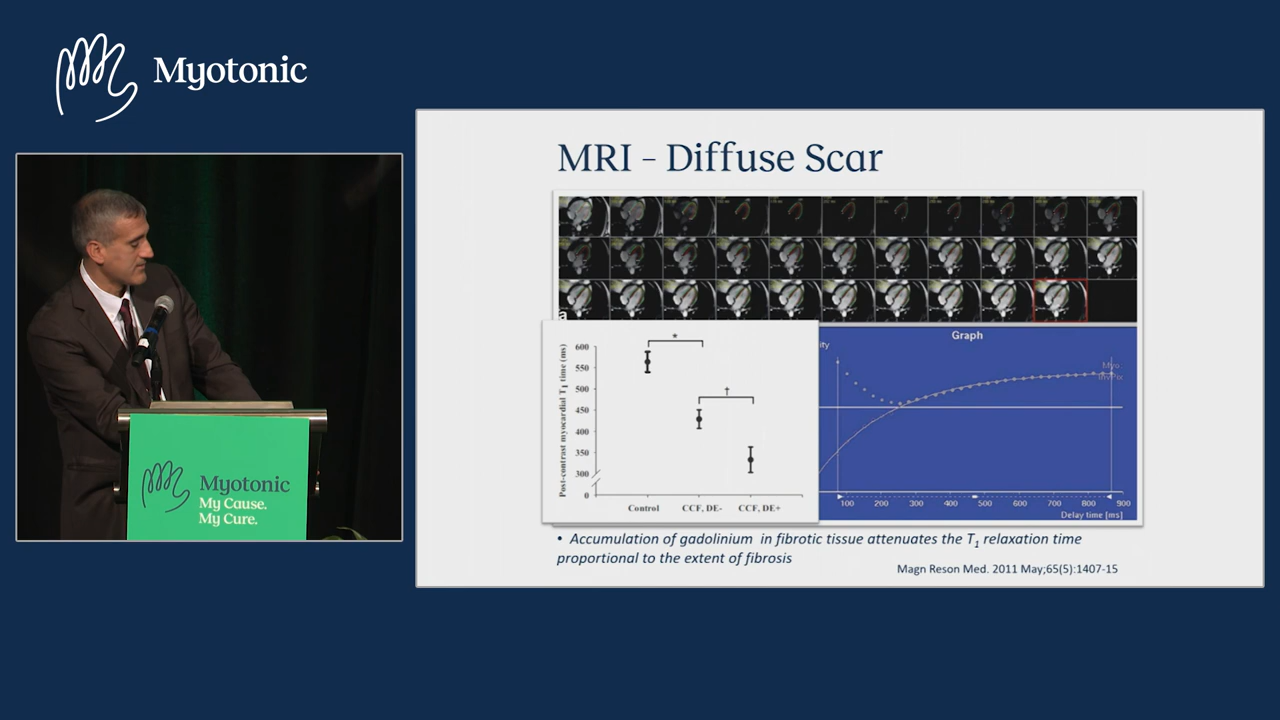 Myotonic
MRI – Diffuse Scar
Graph
600
550
500
450
400
350
300
0
Post-contrast myocardial T1 time (ms)
*
†
Control
CCF, DE-
CCF, DE+
100
200
300
400
500
600
700
800
900
Delay time [ms]
• Accumulation of gadolinium in fibrotic tissue attenuates the T1 relaxation time
proportional to the extent of fibrosis
Magn Reson Med. 2011 May;65(5):1407-15
Myotonic
My Cause.
My Cure.